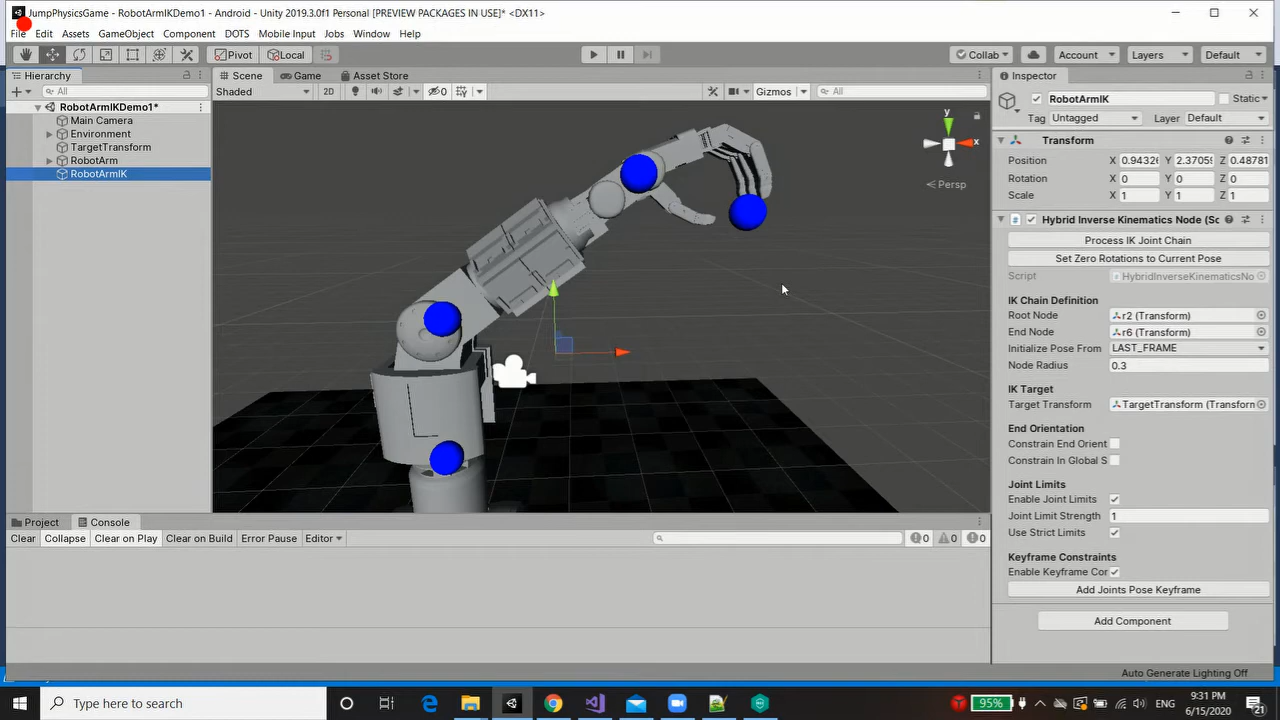 JumpPhysicsGame - RobotArmIKDemo1 - Android - Unity 2019.3.0f1 Personal [PREVIEW PACKAGES IN USE]* <DX11>
File Edit Assets GameObject Component DOTS Mobile Input Jobs Window Help
Pivot Local Collab Account Layers Default
Hierarchy Scene Game Asset Store Inspector
All Shaded 2D 0 Gizmos All
RobotArmIKDemo1*
Main Camera
Environment
TargetTransform
RobotArm
RobotArmIK
y
x
Persp
RobotArmIK Static
Tag Untagged Layer Default
Transform
Position X 0.94326 Y 2.37059 Z 0.48781
Rotation X 0 Y 0 Z 0
Scale X 1 Y 1 Z 1
Hybrid Inverse Kinematics Node (Sc
Process IK Joint Chain
Set Zero Rotations to Current Pose
Script HybridInverseKinematicsNo
IK Chain Definition
Root Node r2 (Transform)
End Node r6 (Transform)
Initialize Pose From LAST_FRAME
Node Radius 0.3
IK Target
Target Transform TargetTransform (Transforn
End Orientation
Constrain End Orient
Constrain In Global S
Joint Limits
Enable Joint Limits
Joint Limit Strength 1
Use Strict Limits
Keyframe Constraints
Enable Keyframe Cor
Add Joints Pose Keyframe
Add Component
Project Console
Clear Collapse Clear on Play Clear on Build Error Pause Editor 0 0 0
Auto Generate Lighting Off
Type here to search
95%
ENG
9:31 PM
6/15/2020
21